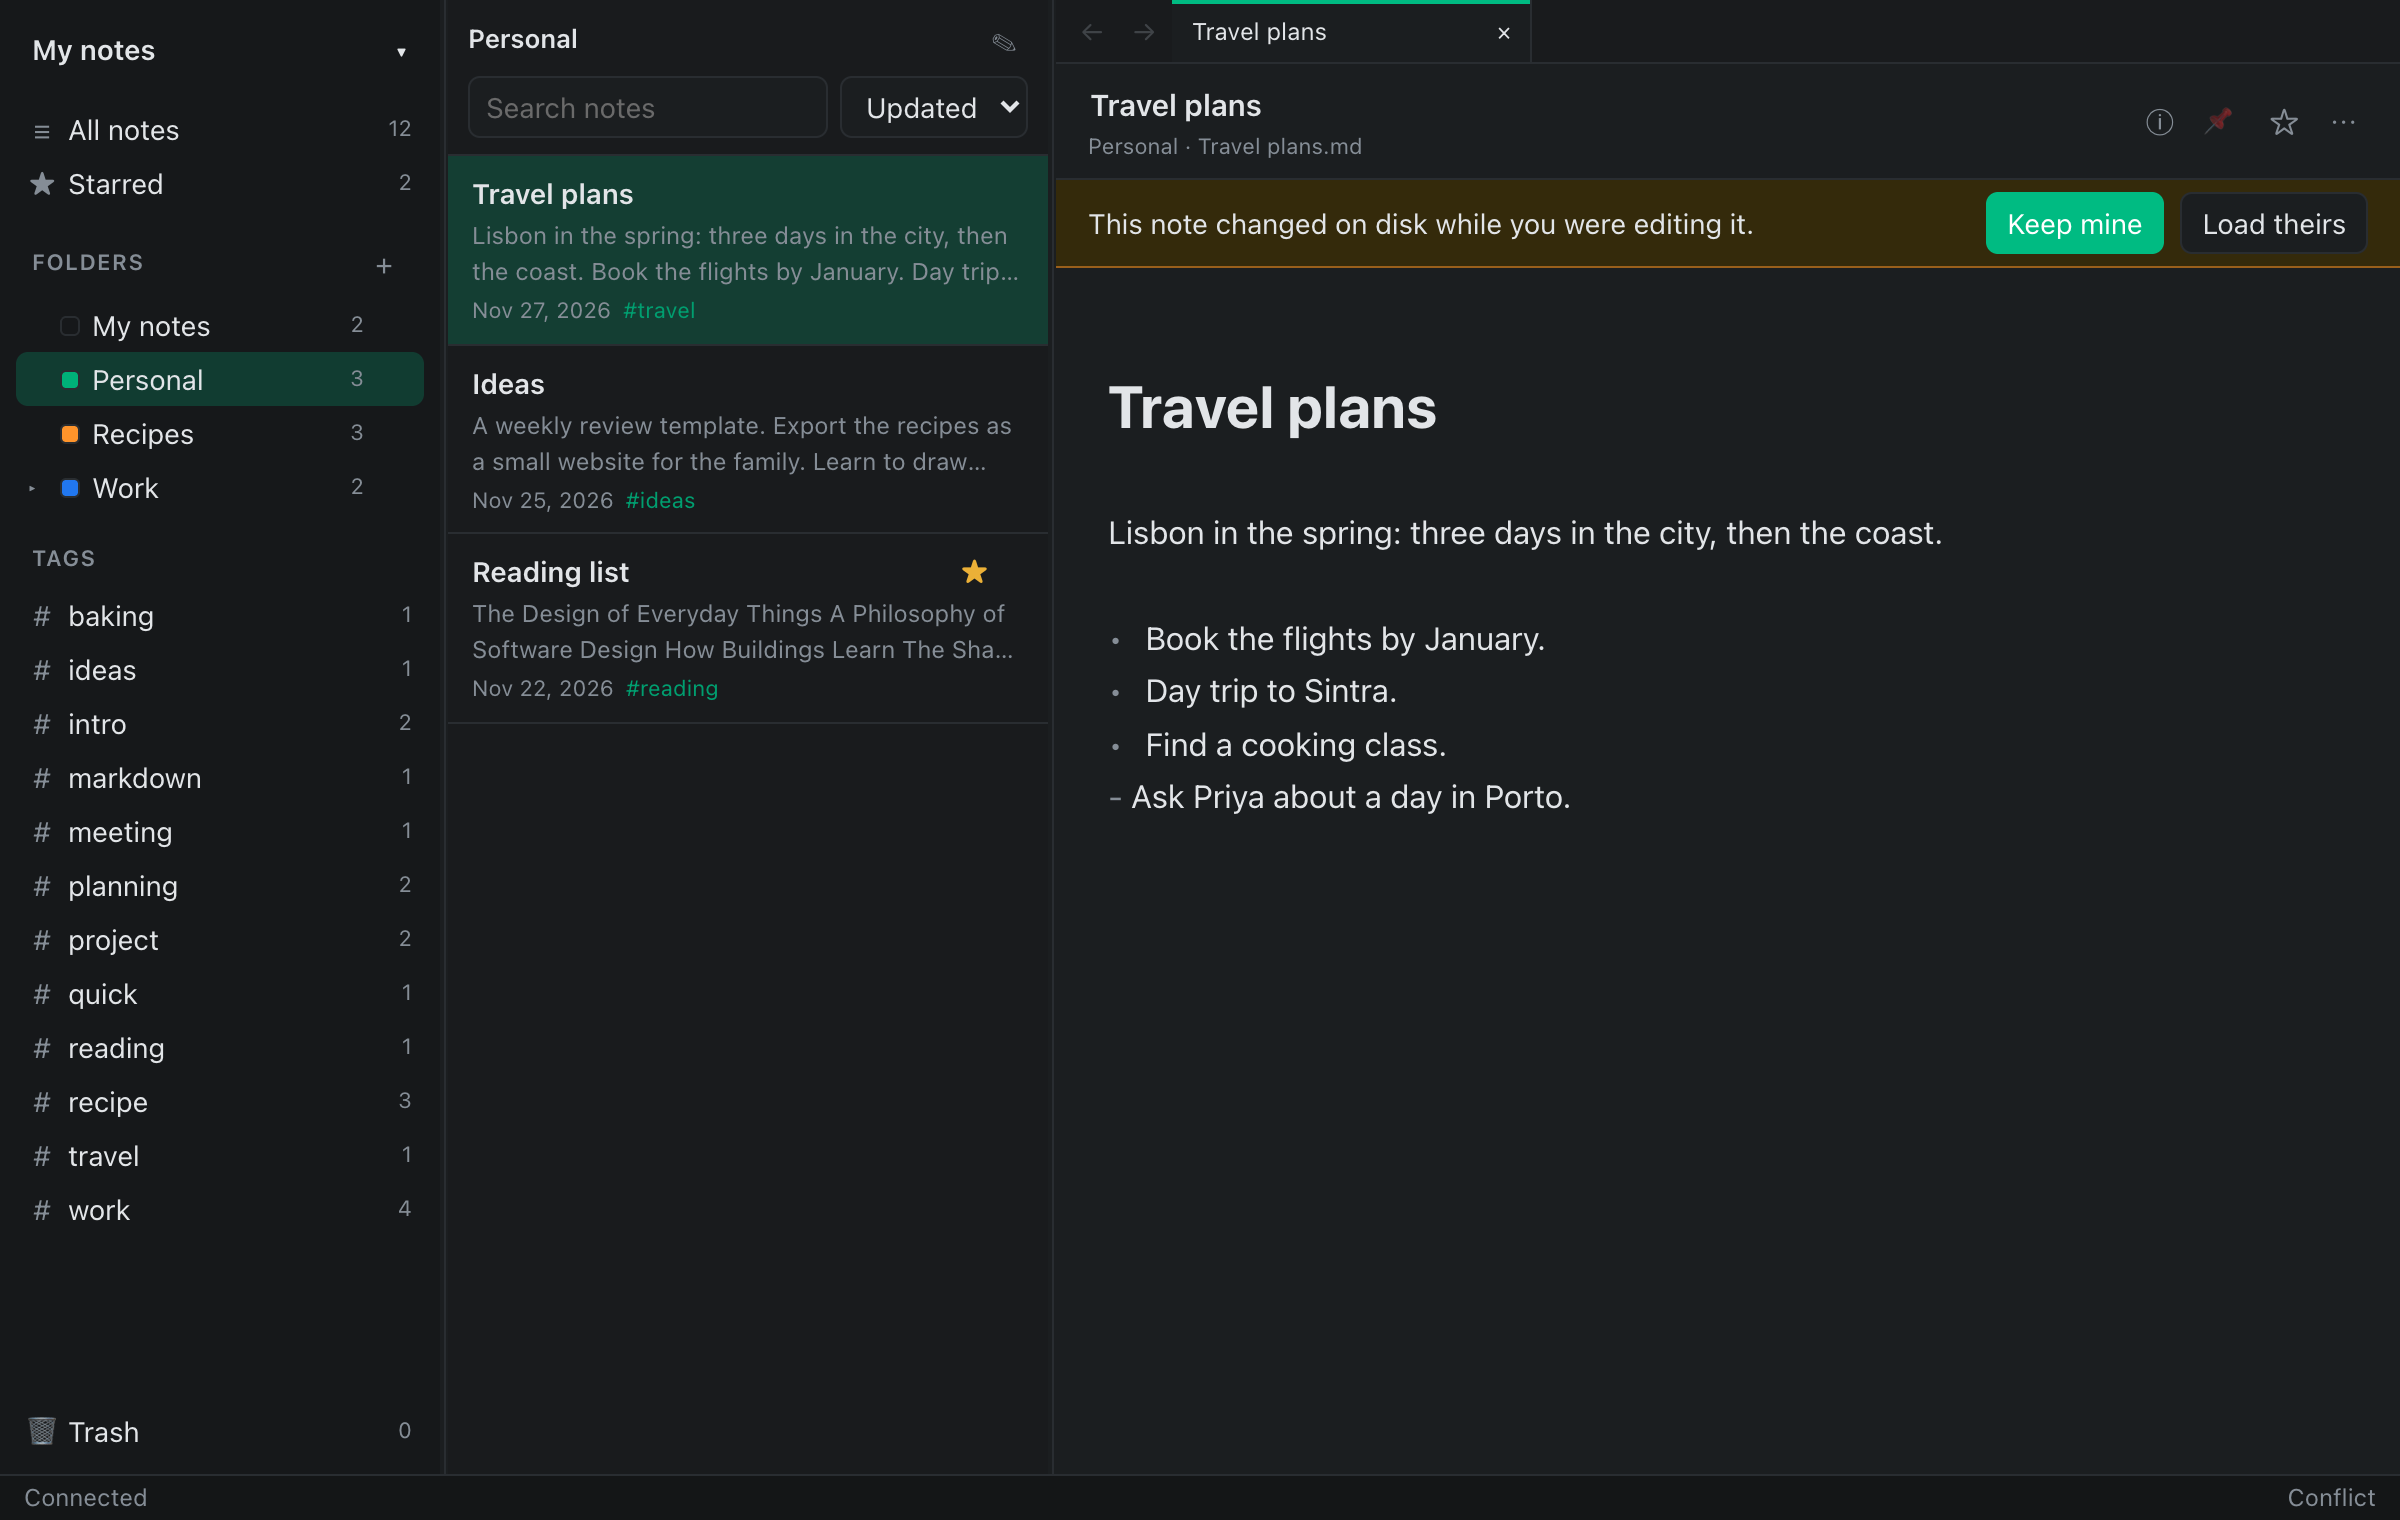 My notes
All notes 12
Starred 2
FOLDERS
My notes 2
Personal 3
Recipes 3
Work 2
TAGS
# baking 1
# ideas 1
# intro 2
# markdown 1
# meeting 1
# planning 2
# project 2
# quick 1
# reading 1
# recipe 3
# travel 1
# work 4
Trash 0
Connected
Personal
Search notes
Updated
Travel plans
Lisbon in the spring: three days in the city, then
the coast. Book the flights by January. Day trip...
Nov 27, 2026 #travel
Ideas
A weekly review template. Export the recipes as
a small website for the family. Learn to draw...
Nov 25, 2026 #ideas
Reading list
The Design of Everyday Things A Philosophy of
Software Design How Buildings Learn The Sha...
Nov 22, 2026 #reading
Travel plans
Travel plans
Personal · Travel plans.md
This note changed on disk while you were editing it.
Keep mine
Load theirs
Travel plans
Lisbon in the spring: three days in the city, then the coast.
• Book the flights by January.
• Day trip to Sintra.
• Find a cooking class.
- Ask Priya about a day in Porto.
Conflict